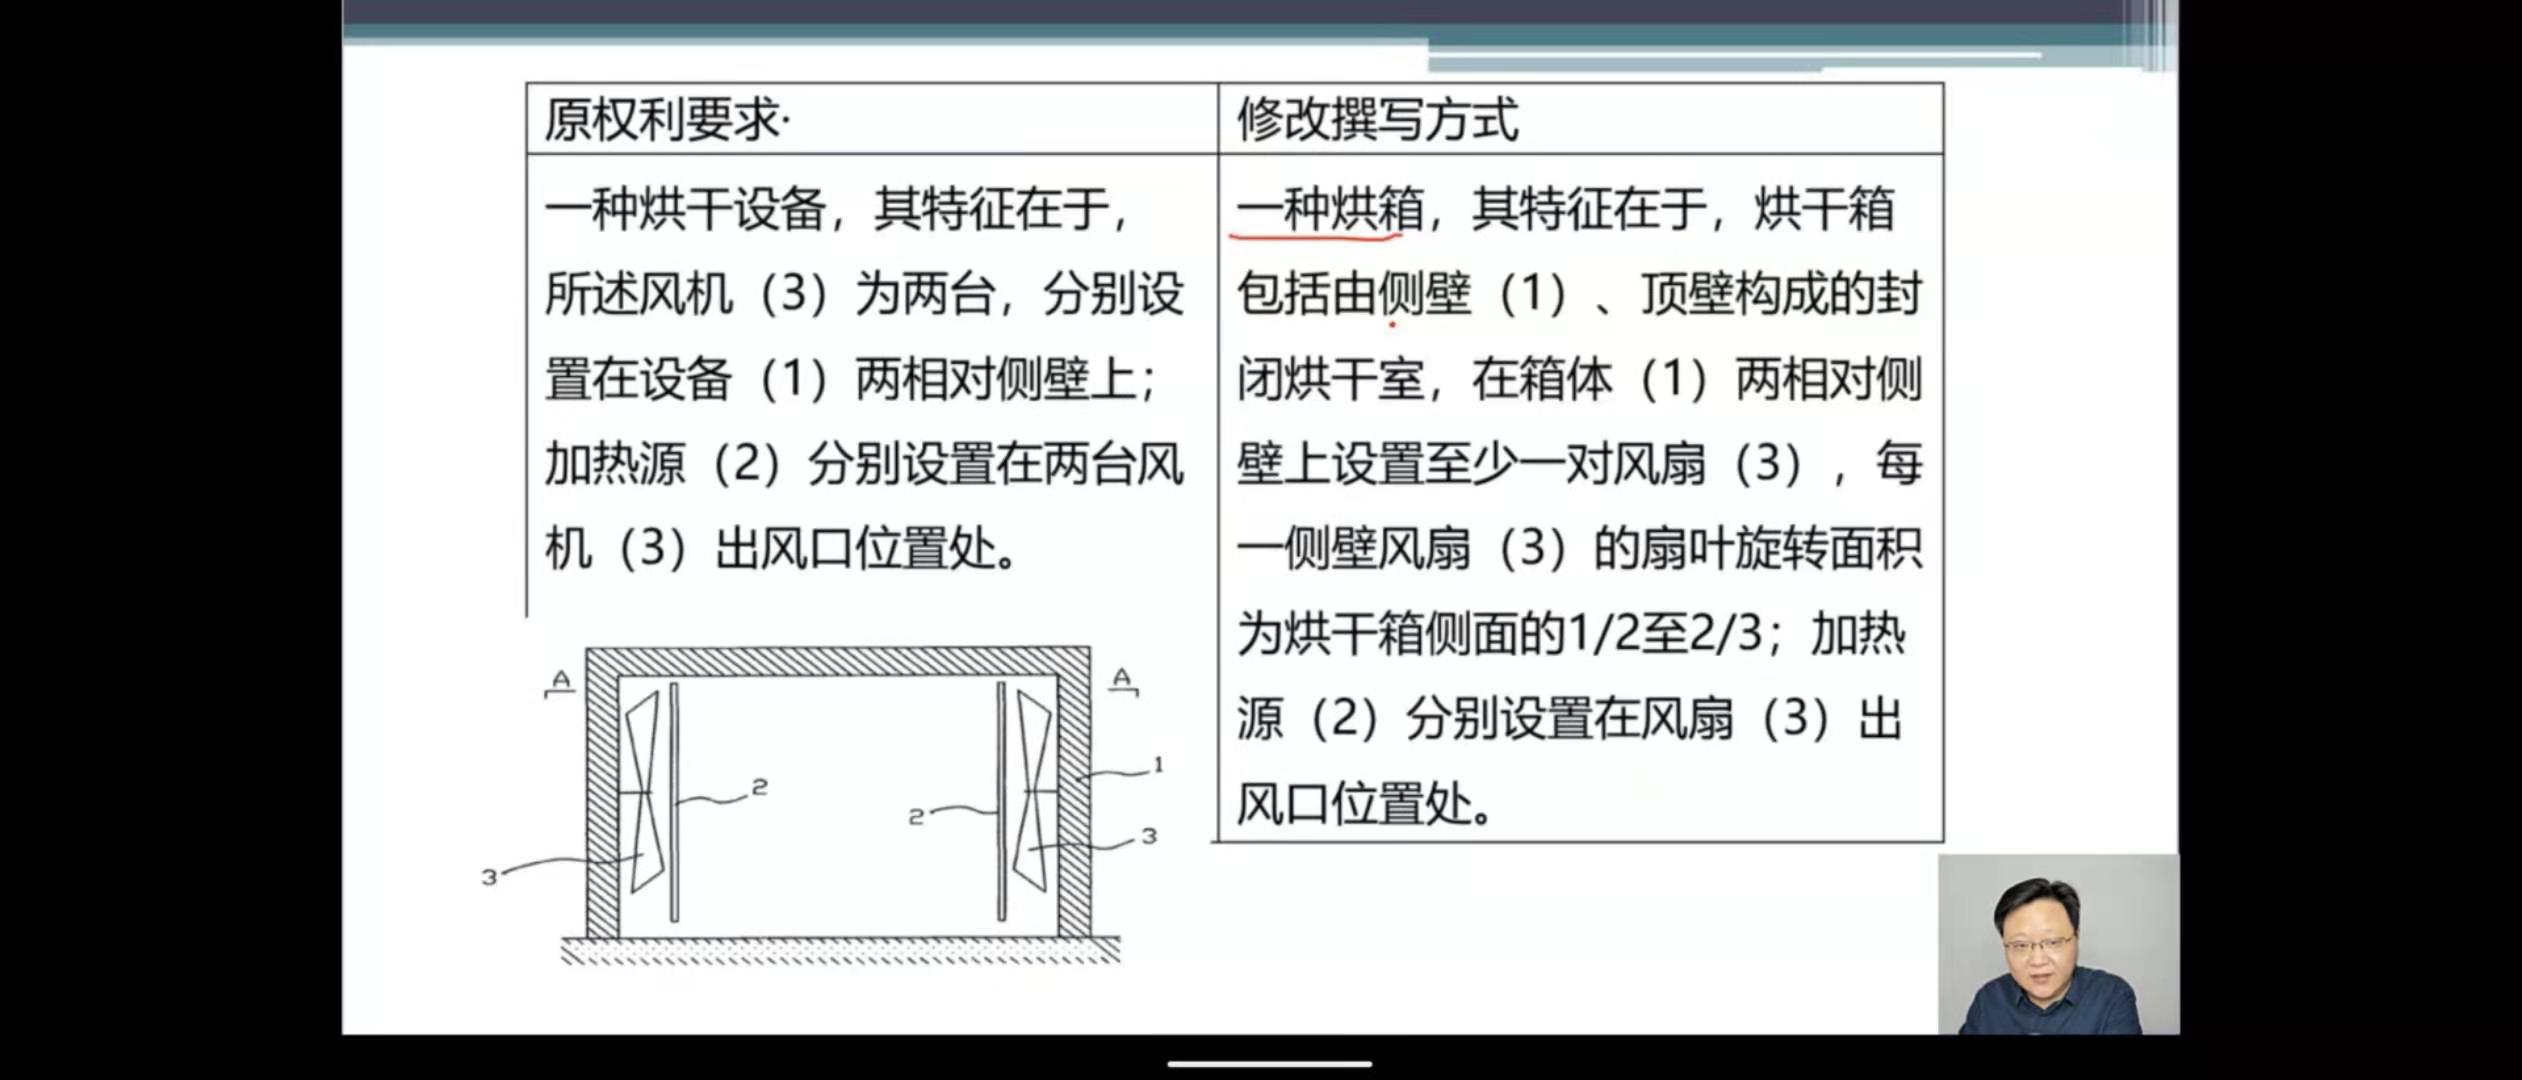 原权利要求·
修改撰写方式
一种烘干设备，其特征在于，
所述风机（3）为两台，分别设
置在设备（1）两相对侧壁上；
加热源（2）分别设置在两台风
机（3）出风口位置处。
一种烘箱，其特征在于，烘干箱
包括由侧壁（1）、顶壁构成的封
闭烘干室，在箱体（1）两相对侧
壁上设置至少一对风扇（3），每
一侧壁风扇（3）的扇叶旋转面积
为烘干箱侧面的1/2至2/3；加热
源（2）分别设置在风扇（3）出
风口位置处。
A
A
1
2
2
3
3